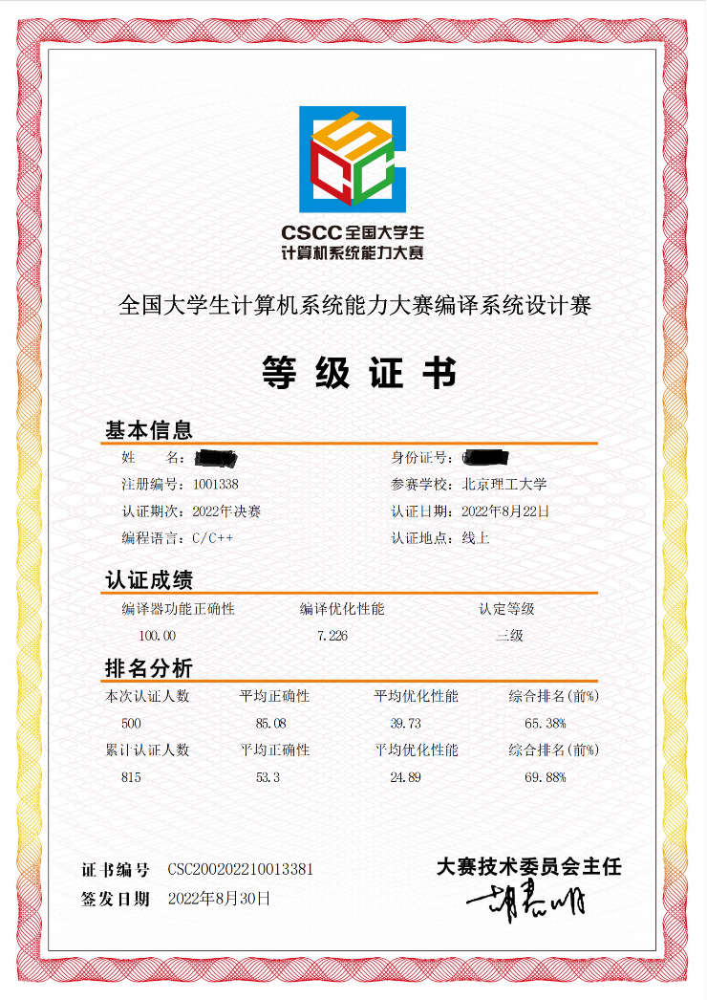 CSCC全国大学生
计算机系统能力大赛
全国大学生计算机系统能力大赛编译系统设计赛
等级证书
基本信息
姓 名： 身份证号：
注册编号：1001338 参赛学校：北京理工大学
认证期次：2022年决赛 认证日期：2022年8月22日
编程语言：C/C++ 认证地点：线上
认证成绩
编译器功能正确性 编译优化性能 认定等级
100.00 7.226 三级
排名分析
本次认证人数 平均正确性 平均优化性能 综合排名(前%)
500 85.08 39.73 65.38%
累计认证人数 平均正确性 平均优化性能 综合排名(前%)
815 53.3 24.89 69.88%
证书编号 CSC200202210013381 大赛技术委员会主任
签发日期 2022年8月30日